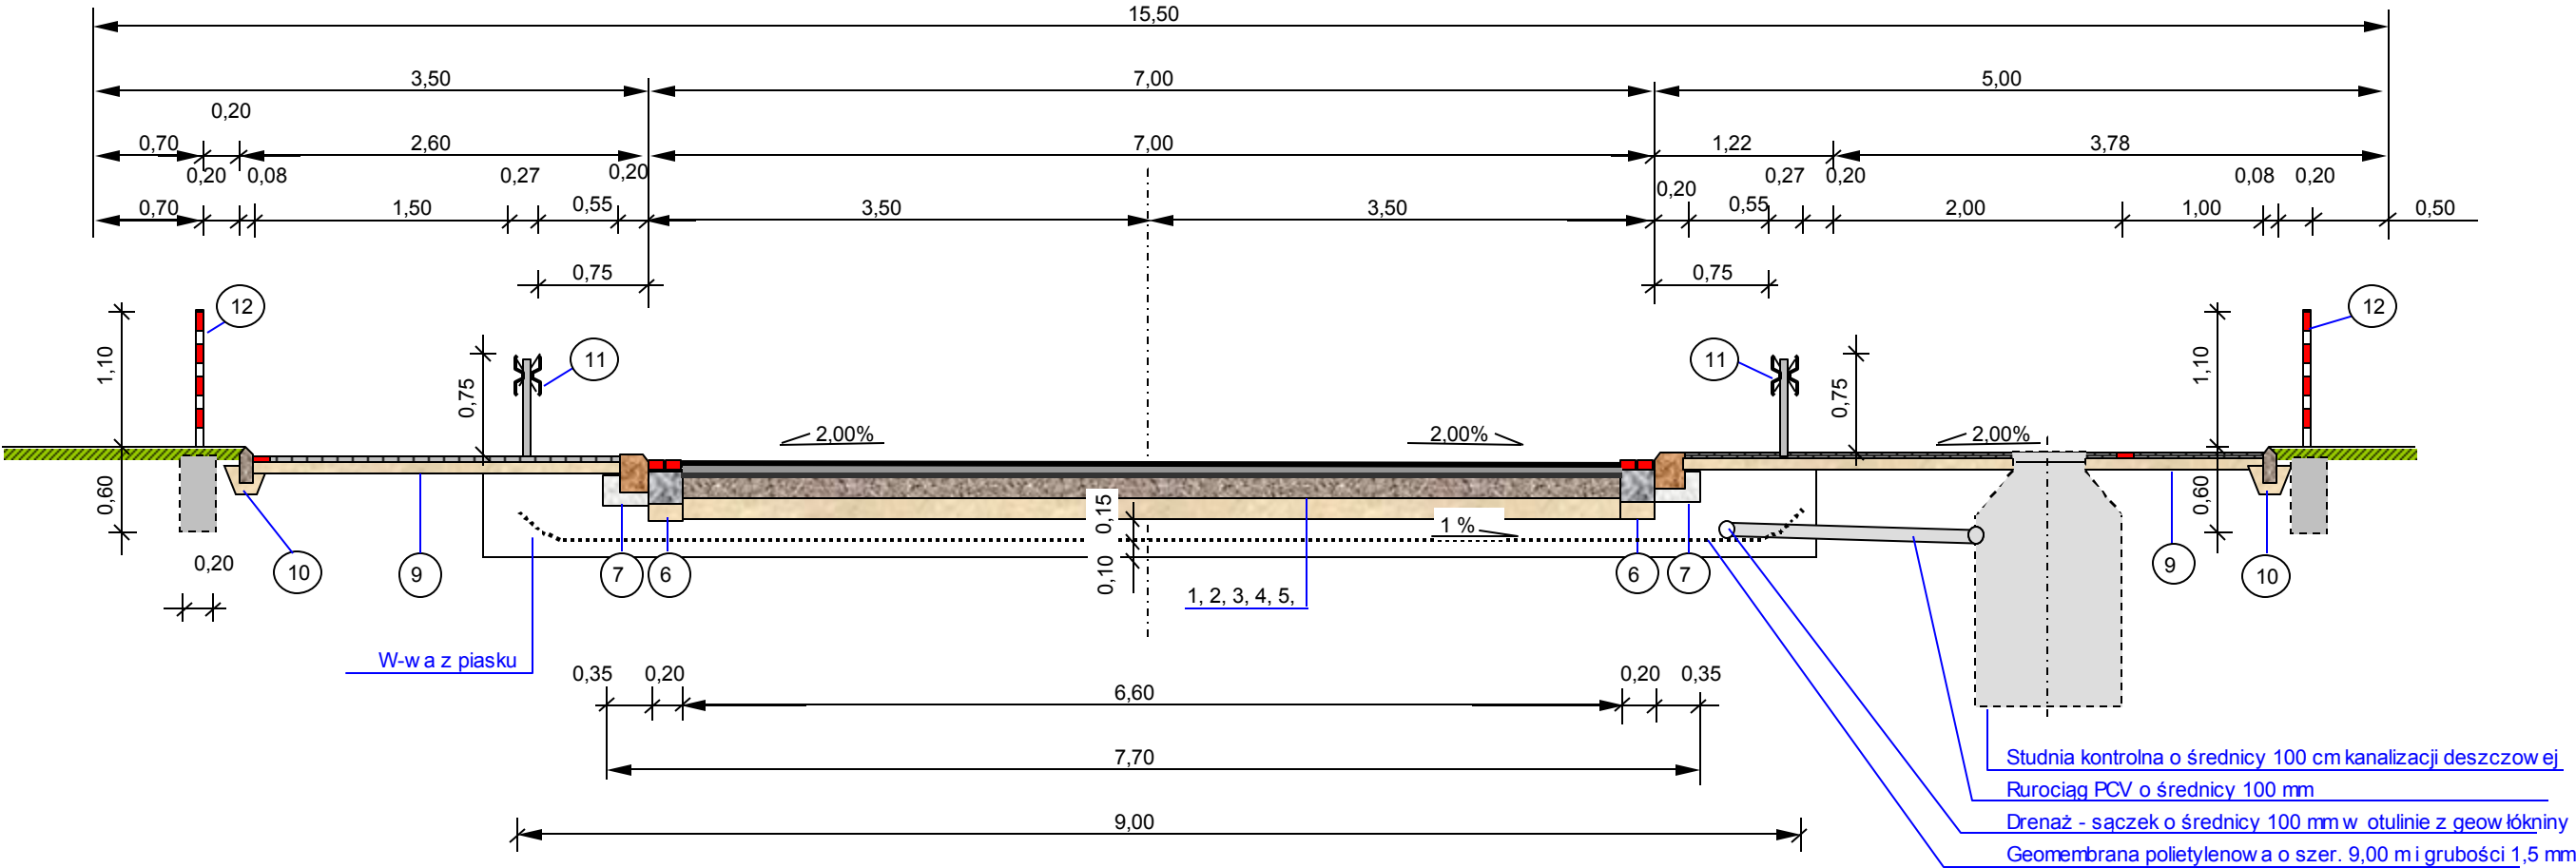 15,50
3,50 7,00 5,00
0,20
0,70 2,60 7,00 1,22 3,78
0,20 0,08 0,27 0,20 0,20 0,27 0,20 0,08 0,20
0,70 1,50 0,55 3,50 3,50 0,55 2,00 1,00 0,50
0,75 0,75
12 12
1,10 0,75 11 11 0,75 1,10
2,00% 2,00% 2,00%
0,60 0,15 1 % 0,60
0,20 10 9 7 6 0,10 6 7 9 10
1, 2, 3, 4, 5,
W-wa z piasku
0,35 0,20 6,60 0,20 0,35
7,70
9,00
Studnia kontrolna o średnicy 100 cm kanalizacji deszczowej
Rurociąg PCV o średnicy 100 mm
Drenaż - sączek o średnicy 100 mm w otulinie z geowłókniny
Geomembrana polietylenowa o szer. 9,00 m i grubości 1,5 mm